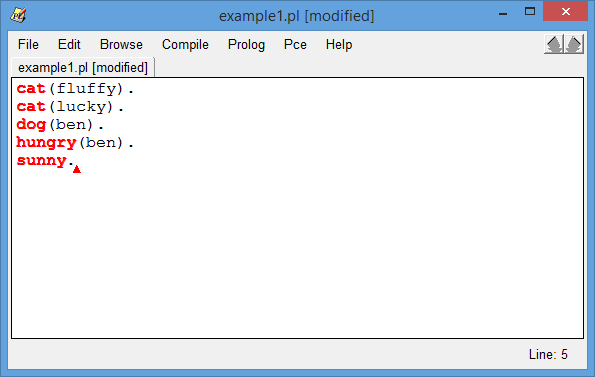 example1.pl [modified]
File Edit Browse Compile Prolog Pce Help
example1.pl [modified]
cat(fluffy).
cat(lucky).
dog(ben).
hungry(ben).
sunny.
Line: 5